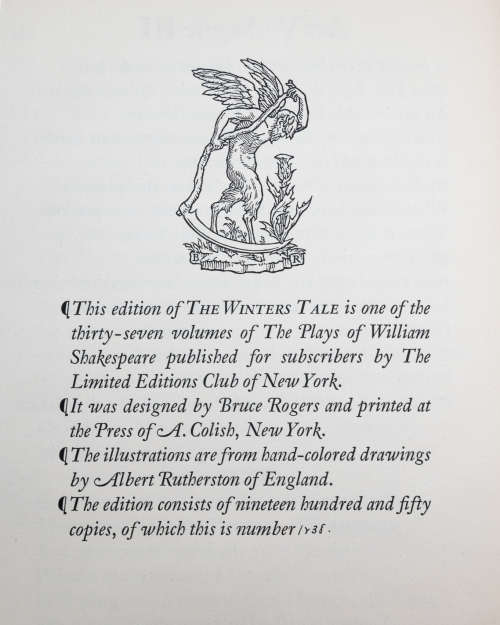 B R
¶This edition of THE WINTERS TALE is one of the
thirty-seven volumes of The Plays of William
Shakespeare published for subscribers by The
Limited Editions Club of New York.
¶It was designed by Bruce Rogers and printed at
the Press of A. Colish, New York.
¶The illustrations are from hand-colored drawings
by Albert Rutherston of England.
¶The edition consists of nineteen hundred and fifty
copies, of which this is number